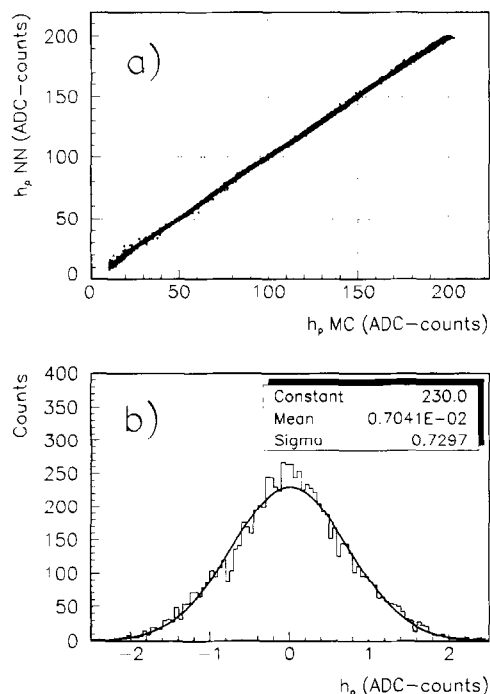 a)
h_p NN (ADC-counts)
200
150
100
50
0
0 50 100 150 200
h_p MC (ADC-counts)
b)
Counts
400
350
300
250
200
150
100
50
0
Constant 230.0
Mean 0.7041E-02
Sigma 0.7297
-2 -1 0 1 2
h_p (ADC-counts)